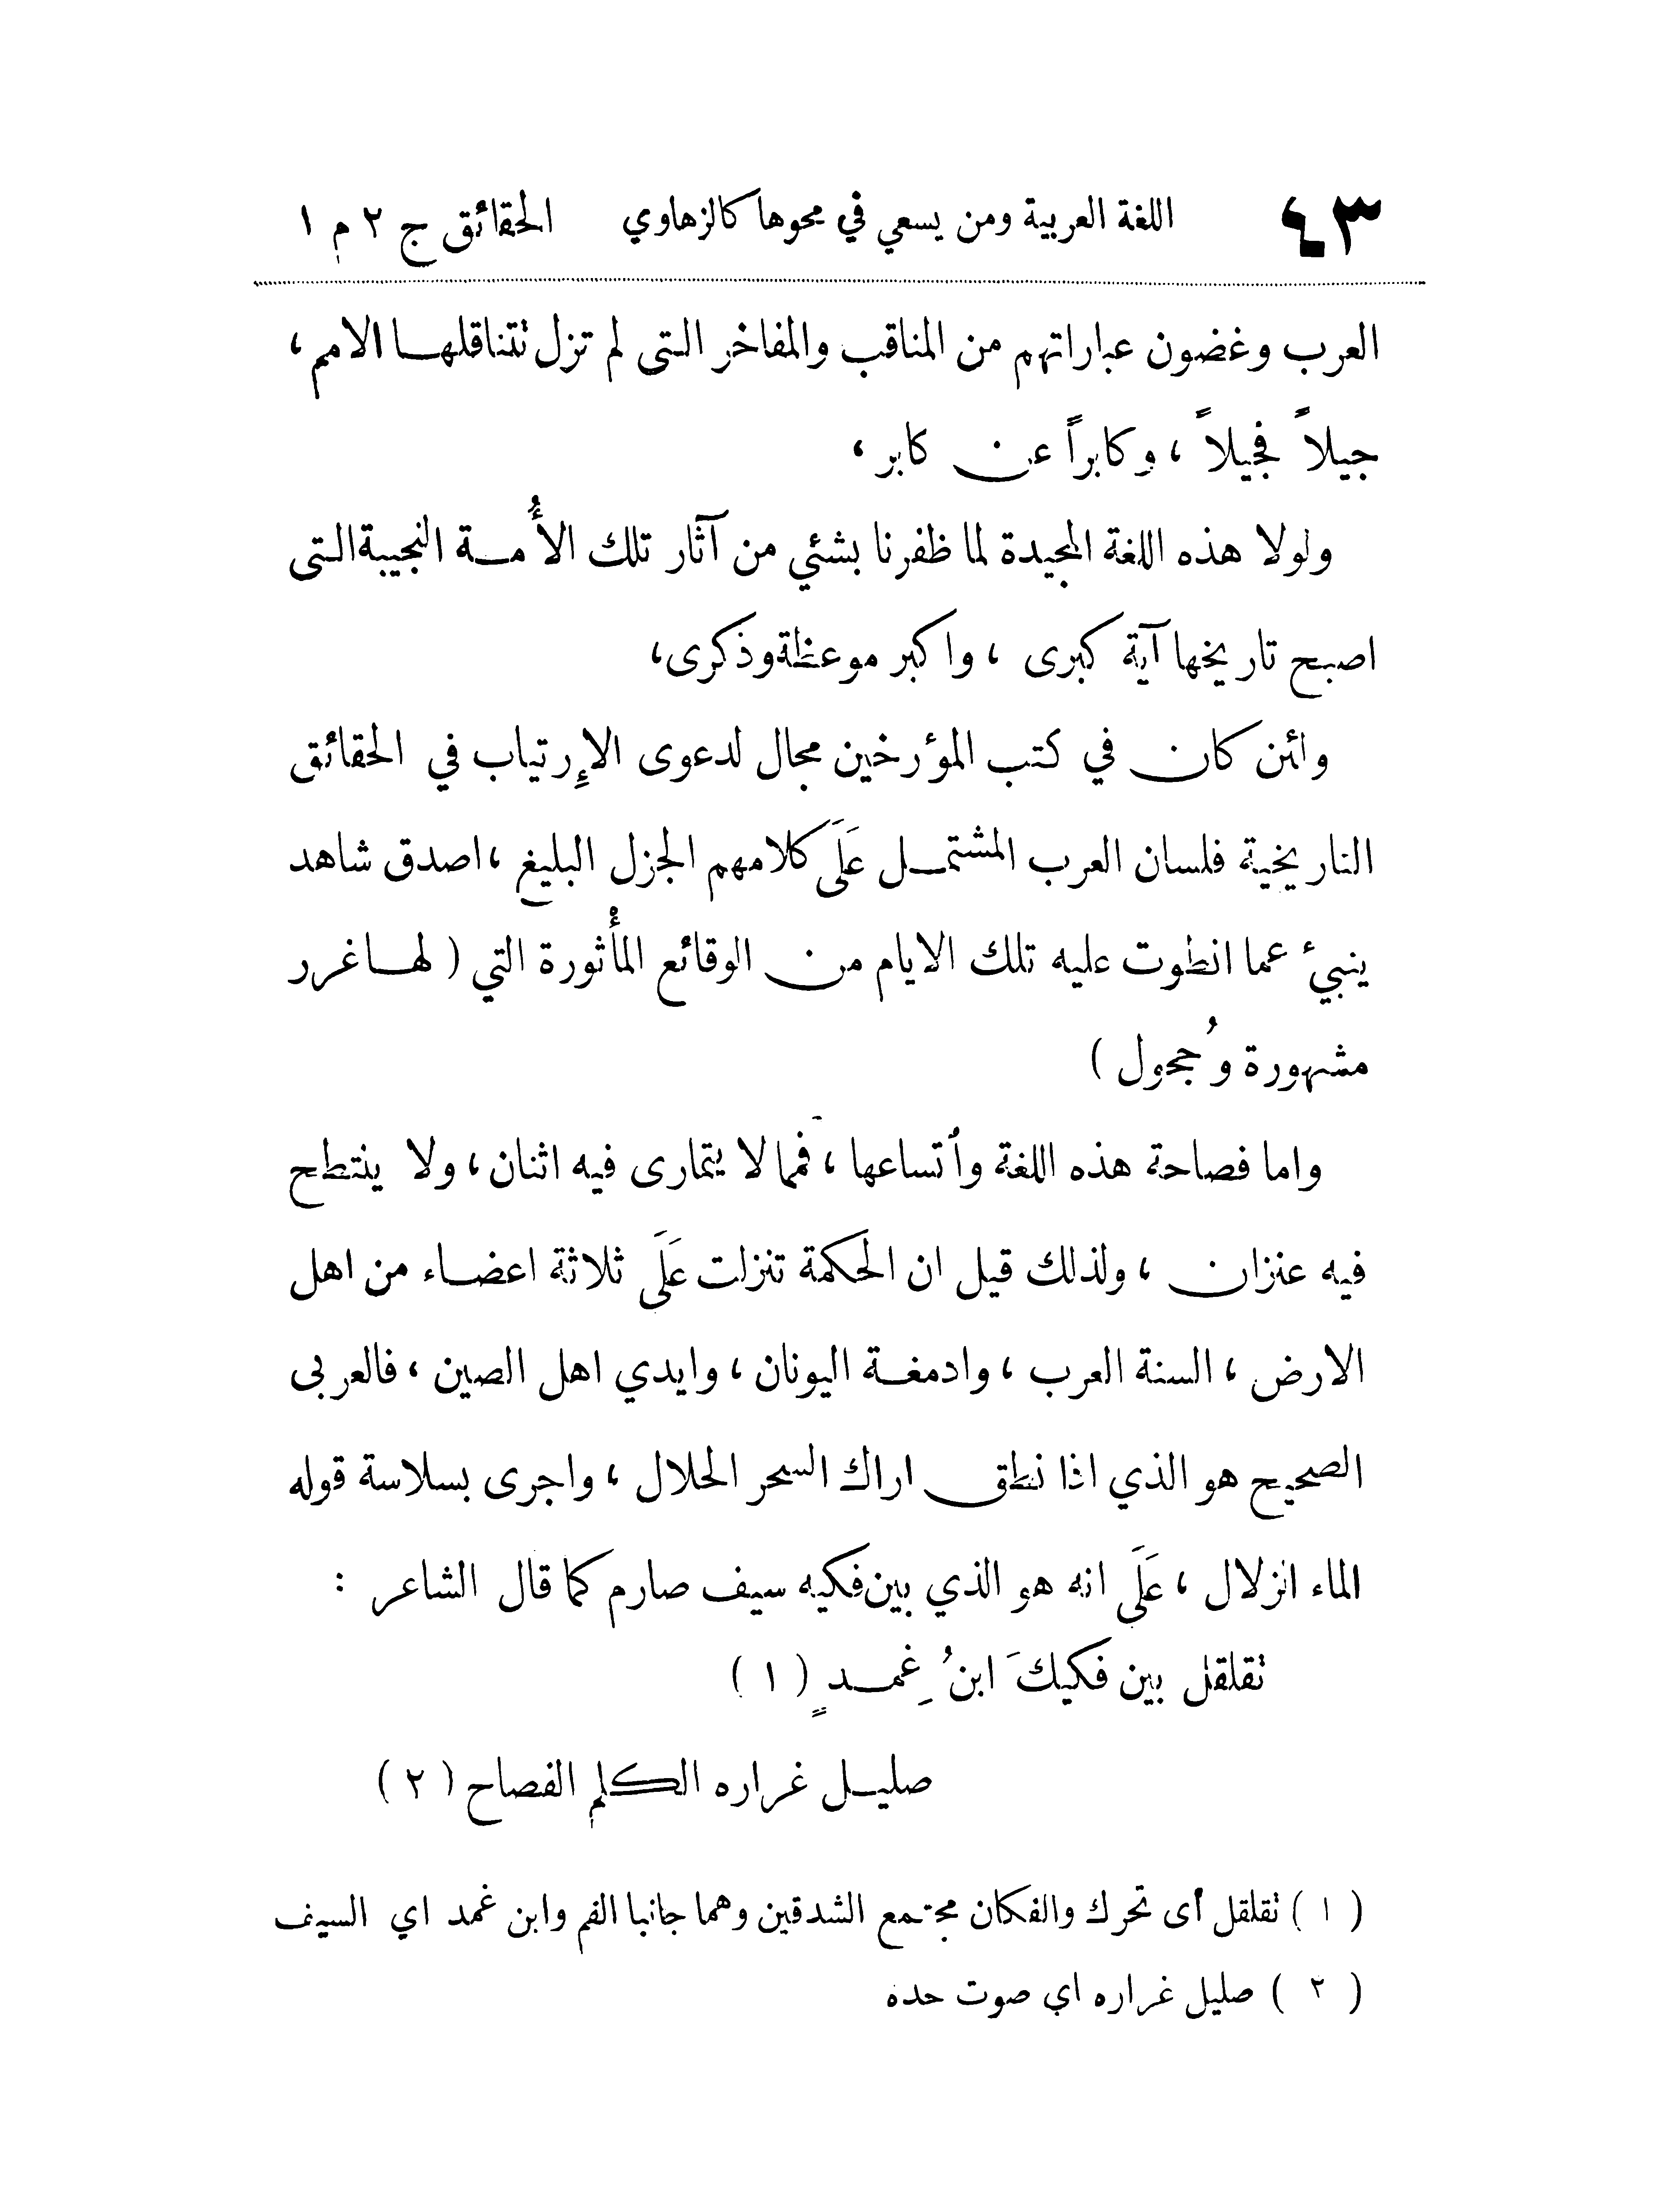 ٤٣ اللغة العربية ومن يسعي في محوها كالزهاوي الحقائق ج ٢ م ١
العرب وغضون عباراتهم من المناقب والمفاخر التى لم تزل تتناقلها الامم ،
جيلاً فجيلاً ، وكابراً عن كابر ،
ولولا هذه اللغة المجيدة لما ظفرنا بشئي من آثار تلك الأُمة النجيبة التى
اصبح تاريخها آية كبرى ، واكبر موعظة وذكرى،
ولئن كان في كتب المؤرخين مجال لدعوى الإرتياب في الحقائق
التاريخية فلسان العرب المشتمل عَلَى كلامهم الجزل البليغ ، اصدق شاهد
ينبيء عما انطوت عليه تلك الايام من الوقائع المأْثورة التي ( لها غرر
مشهورة وُحجول )
واما فصاحة هذه اللغة وأتساعها ، فمما لا يتمارى فيه اثنان ، ولا ينتطح
فيه عنزان ، ولذلك قيل ان الحكمة تنزلت عَلَى ثلاثة اعضاء من اهل
الارض ، السنة العرب ، وادمغة اليونان ، وايدي اهل الصين ، فالعربى
الصحيح هو الذي اذا نطق اراك السحر الحلال ، واجرى بسلاسة قوله
الماء انزلال ، عَلَى انه هو الذي بين فكيه سيف صارم كما قال الشاعر :
تقلقل بين فكيكَ ابنُ غِمدٍ ( ١ )
صليل غراره الكلم الفصاح ( ٢ )
( ١ ) تقلقل أى تحرك والفكان مجتمع الشدقين وهما جانبا الفم وابن غمد اي السيف
( ٢ ) صليل غراره اي صوت حده